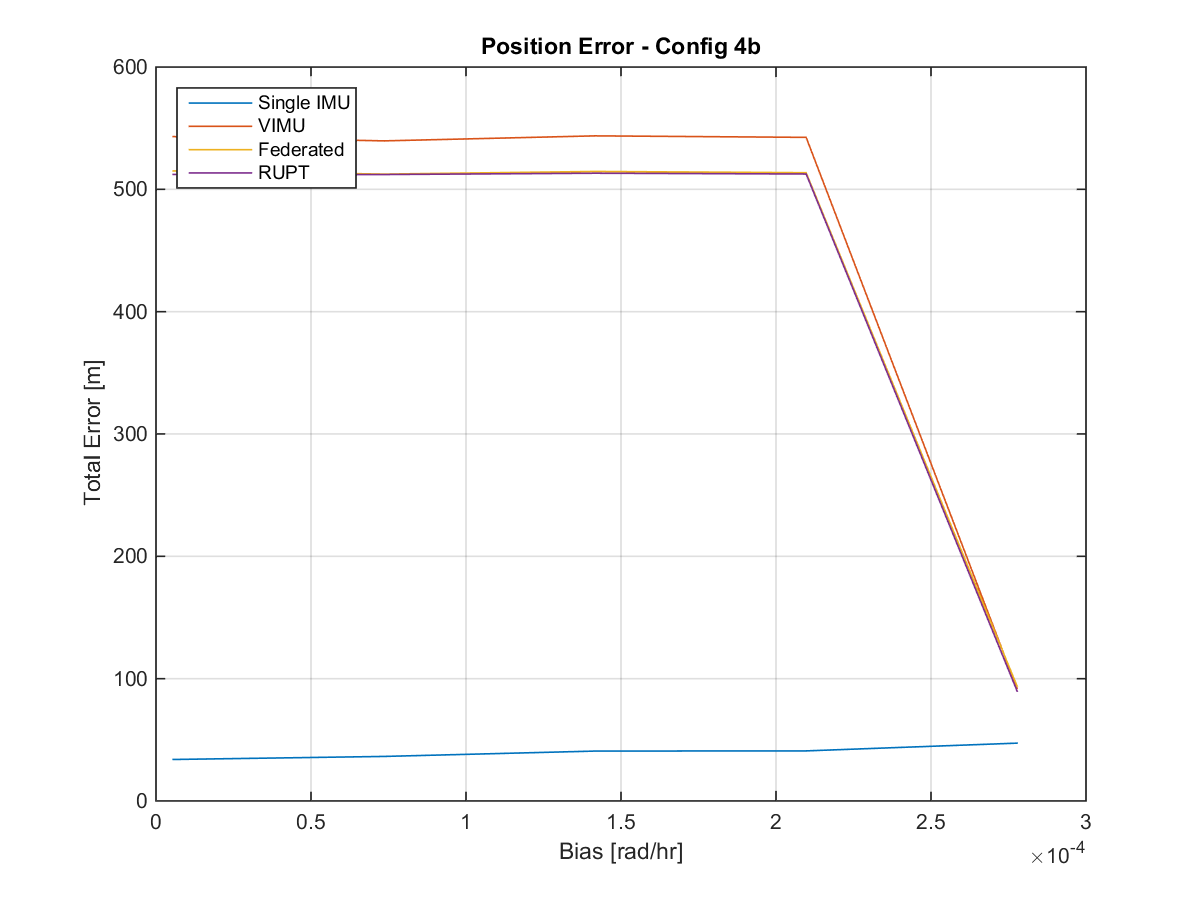 Position Error - Config 4b
600
500
400
300
200
100
0
Total Error [m]
Single IMU
VIMU
Federated
RUPT
0 0.5 1 1.5 2 2.5 3
Bias [rad/hr]
×10-4